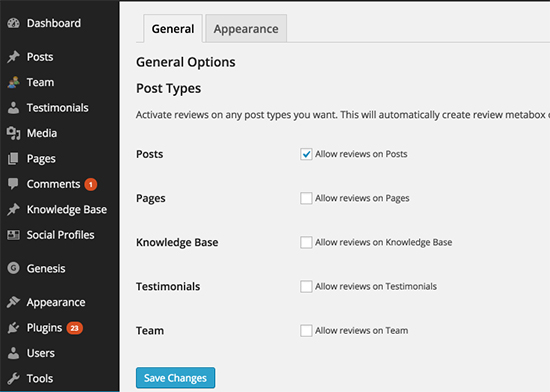 Dashboard
Posts
Team
Testimonials
Media
Pages
Comments 1
Knowledge Base
Social Profiles
Genesis
Appearance
Plugins 23
Users
Tools
General Appearance
General Options
Post Types
Activate reviews on any post types you want. This will automatically create review metabox
Posts Allow reviews on Posts
Pages Allow reviews on Pages
Knowledge Base Allow reviews on Knowledge Base
Testimonials Allow reviews on Testimonials
Team Allow reviews on Team
Save Changes